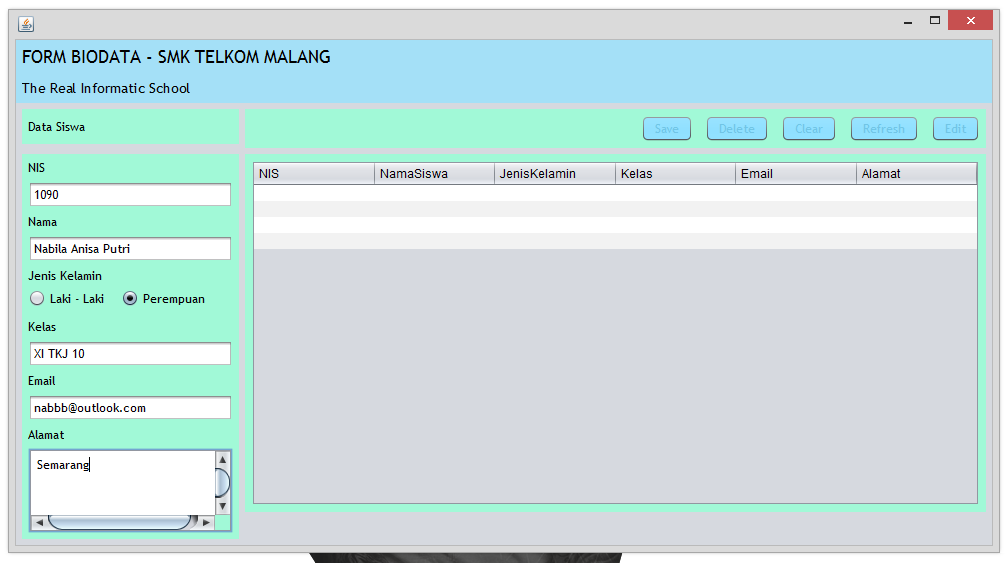 FORM BIODATA - SMK TELKOM MALANG
The Real Informatic School
Data Siswa
Save Delete Clear Refresh Edit
NIS
1090
Nama
Nabila Anisa Putri
Jenis Kelamin
Laki - Laki Perempuan
Kelas
XI TKJ 10
Email
nabbb@outlook.com
Alamat
Semarang
NIS NamaSiswa JenisKelamin Kelas Email Alamat